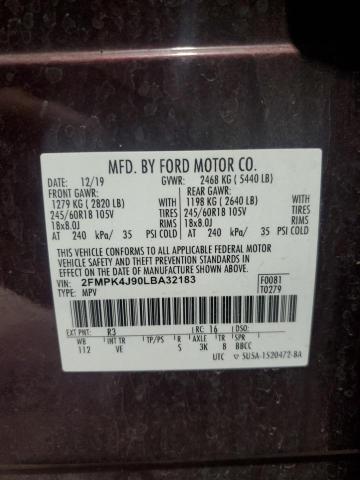 MFD. BY FORD MOTOR CO.
DATE: 12/19 GVWR: 2468 KG ( 5440 LB)
FRONT GAWR: REAR GAWR:
1279 KG ( 2820 LB) WITH 1198 KG ( 2640 LB) WITH
245/60R18 105V TIRES 245/60R18 105V TIRES
18x8.0J RIMS 18x8.0J RIMS
AT 240 kPa/ 35 PSI COLD AT 240 kPa/ 35 PSI COLD
THIS VEHICLE CONFORMS TO ALL APPLICABLE FEDERAL MOTOR
VEHICLE SAFETY AND THEFT PREVENTION STANDARDS IN EFFECT
ON THE DATE OF MANUFACTURE SHOWN ABOVE.
VIN: 2FMPK4J90LBA32183 F0081
TYPE: MPV T0279
EXT PNT: R3 RC: 16 DSO:
WB INT TR TP/PS R AXLE TR SPR
112 VE S 3K 8 BBCC
UTC 5U5A-1520472-BA